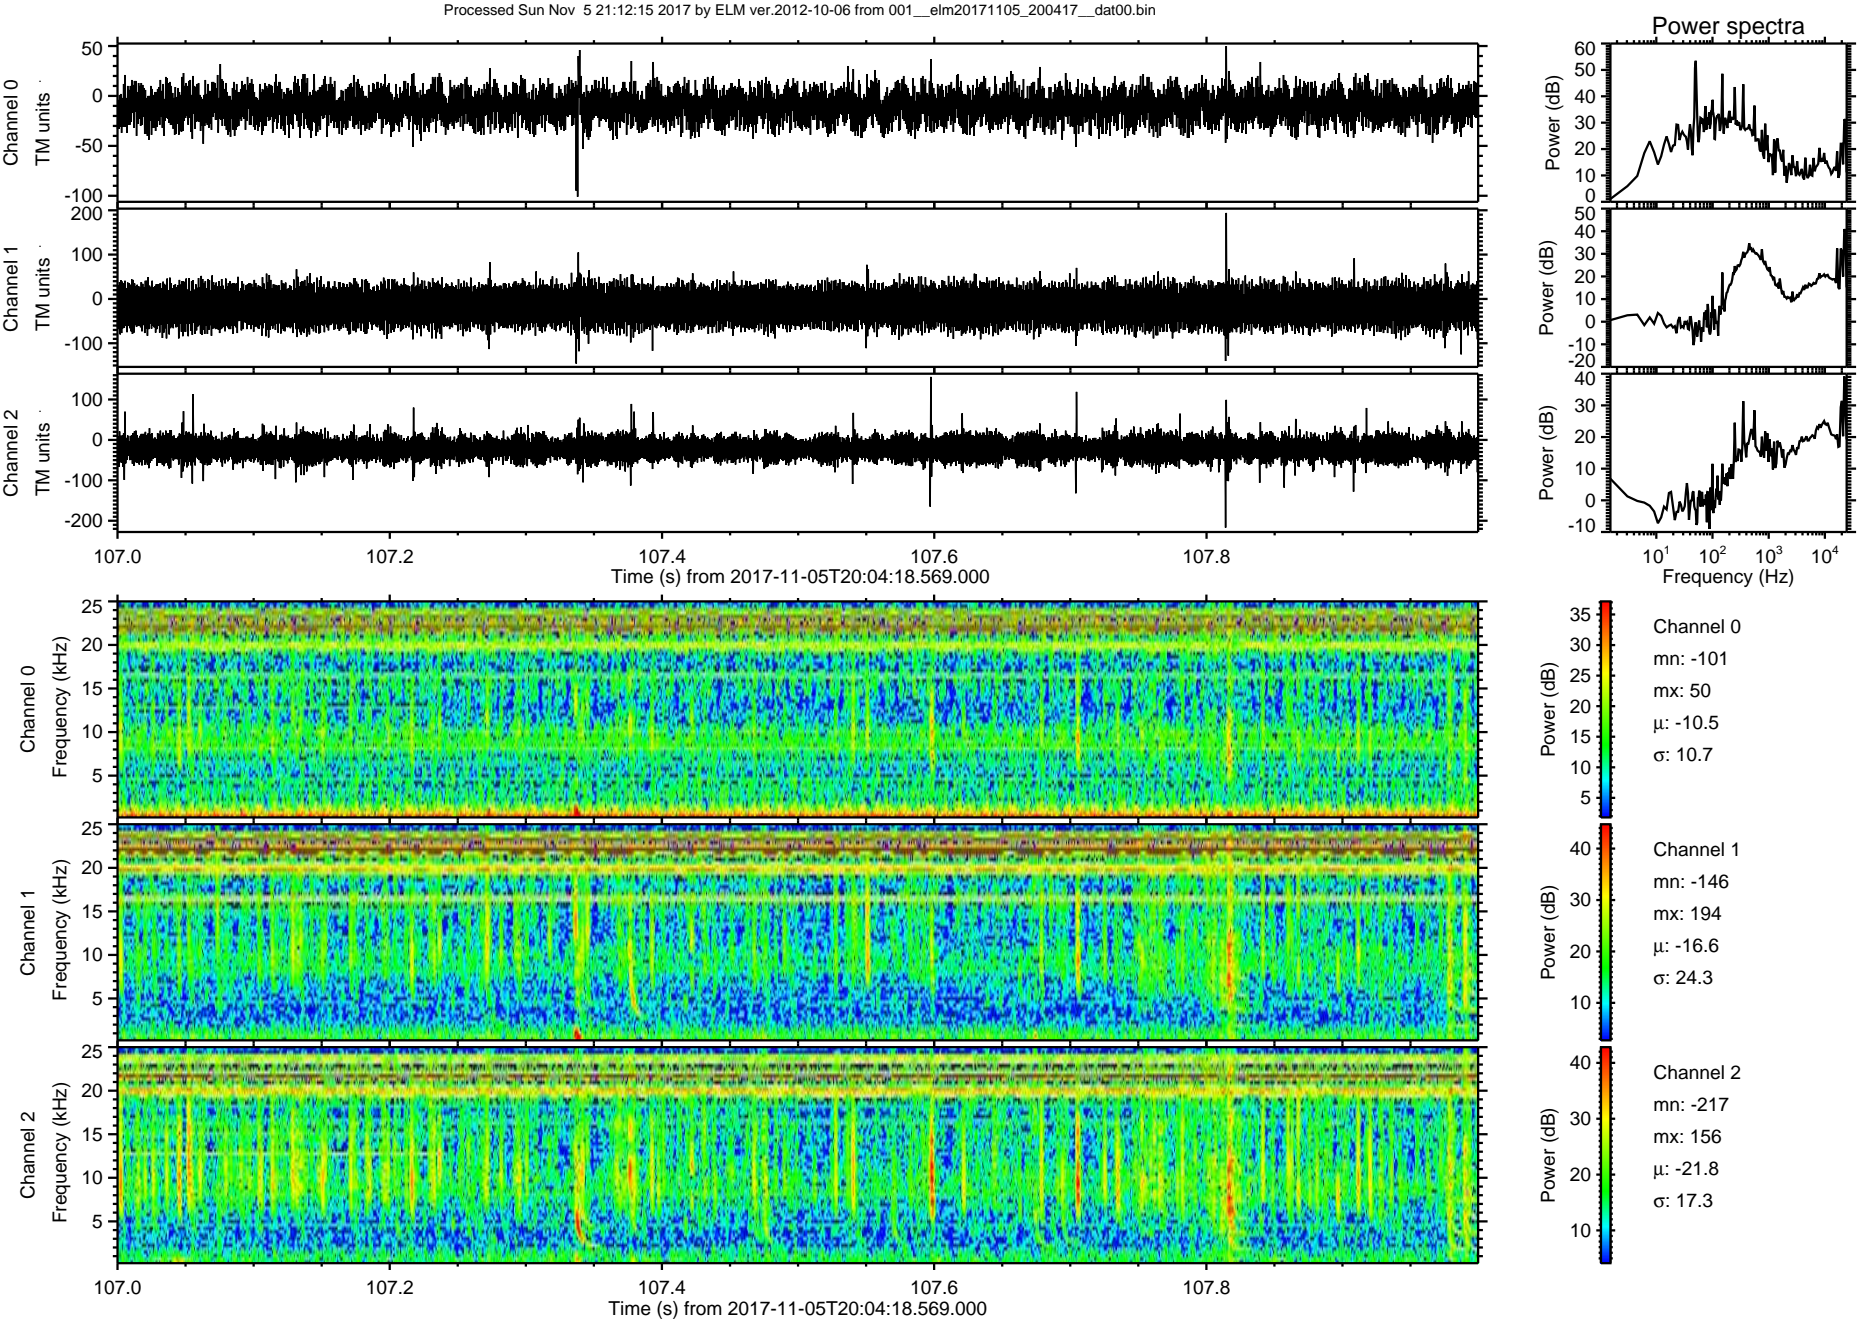 Processed Sun Nov  5 21:12:15 2017 by ELM ver.2012-10-06 from 001__elm20171105_200417__dat00.bin
Power spectra
Channel 0
TM units
50
0
-50
-100
Power (dB)
60
50
40
30
20
10
0
Channel 1
TM units
200
100
0
-100
Power (dB)
50
40
30
20
10
0
-10
-20
Channel 2
TM units
100
0
-100
-200
Power (dB)
40
30
20
10
0
-10
107.0 107.2 107.4 107.6 107.8
Time (s) from 2017-11-05T20:04:18.569.000
10¹ 10² 10³ 10⁴
Frequency (Hz)
Channel 0
Frequency (kHz)
25
20
15
10
5
Power (dB)
35
30
25
20
15
10
5
Channel 0
mn: -101
mx: 50
μ: -10.5
σ: 10.7
Channel 1
Frequency (kHz)
25
20
15
10
5
Power (dB)
40
30
20
10
Channel 1
mn: -146
mx: 194
μ: -16.6
σ: 24.3
Channel 2
Frequency (kHz)
25
20
15
10
5
Power (dB)
40
30
20
10
Channel 2
mn: -217
mx: 156
μ: -21.8
σ: 17.3
107.0 107.2 107.4 107.6 107.8
Time (s) from 2017-11-05T20:04:18.569.000